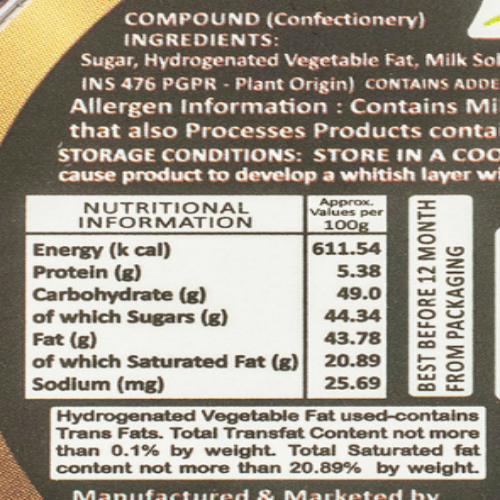 COMPOUND (Confectionery)
INGREDIENTS:
Sugar, Hydrogenated Vegetable Fat, Milk Sol
INS 476 PGPR - Plant Origin) CONTAINS ADDE
Allergen Information : Contains Mi
that also Processes Products conta
STORAGE CONDITIONS: STORE IN A COO
cause product to develop a whitish layer wi
NUTRITIONAL INFORMATION Approx. Values per 100g
Energy (k cal) 611.54
Protein (g) 5.38
Carbohydrate (g) 49.0
of which Sugars (g) 44.34
Fat (g) 43.78
of which Saturated Fat (g) 20.89
Sodium (mg) 25.69
BEST BEFORE 12 MONTH
FROM PACKAGING
Hydrogenated Vegetable Fat used-contains
Trans Fats. Total Transfat Content not more
than 0.1% by weight. Total Saturated fat
content not more than 20.89% by weight.
Manufactured & Marketed by